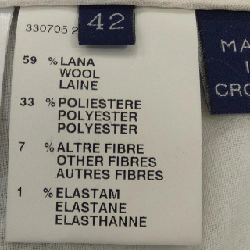 42
330705 2
59 % LANA
WOOL
LAINE
33 % POLIESTERE
POLYESTER
POLYESTER
7 % ALTRE FIBRE
OTHER FIBRES
AUTRES FIBRES
1 % ELASTAM
ELASTANE
ELASTHANNE
MA
CRO